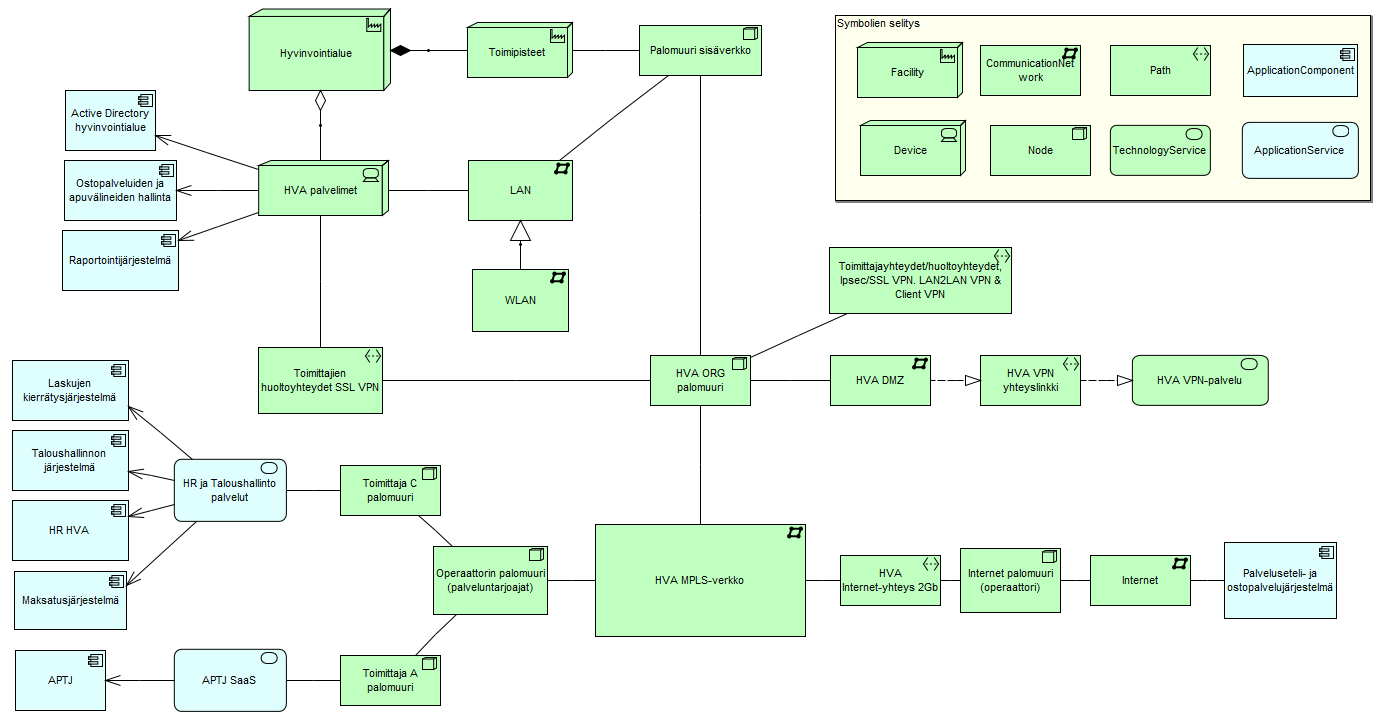 Hyvinvointialue
Toimipisteet
Palomuuri sisäverkko
Symbolien selitys
Facility
CommunicationNet
work
Path
ApplicationComponent
Device
Node
TechnologyService
ApplicationService
Active Directory
hyvinvointialue
Ostopalveluiden ja
apuvälineiden hallinta
Raportointijärjestelmä
HVA palvelimet
LAN
WLAN
Toimittajayhteydet/huoltoyhteydet,
Ipsec/SSL VPN. LAN2LAN VPN &
Client VPN
Toimittajien
huoltoyhteydet SSL VPN
HVA ORG
palomuuri
HVA DMZ
HVA VPN
yhteyslinkki
HVA VPN-palvelu
Laskujen
kierrätysjärjestelmä
Taloushallinnon
järjestelmä
HR HVA
Maksatusjärjestelmä
HR ja Taloushallinto
palvelut
Toimittaja C
palomuuri
Operaattorin palomuuri
(palveluntarjoajat)
HVA MPLS-verkko
HVA
Internet-yhteys 2Gb
Internet palomuuri
(operaattori)
Internet
Palveluseteli- ja
ostopalvelujärjestelmä
APTJ
APTJ SaaS
Toimittaja A
palomuuri